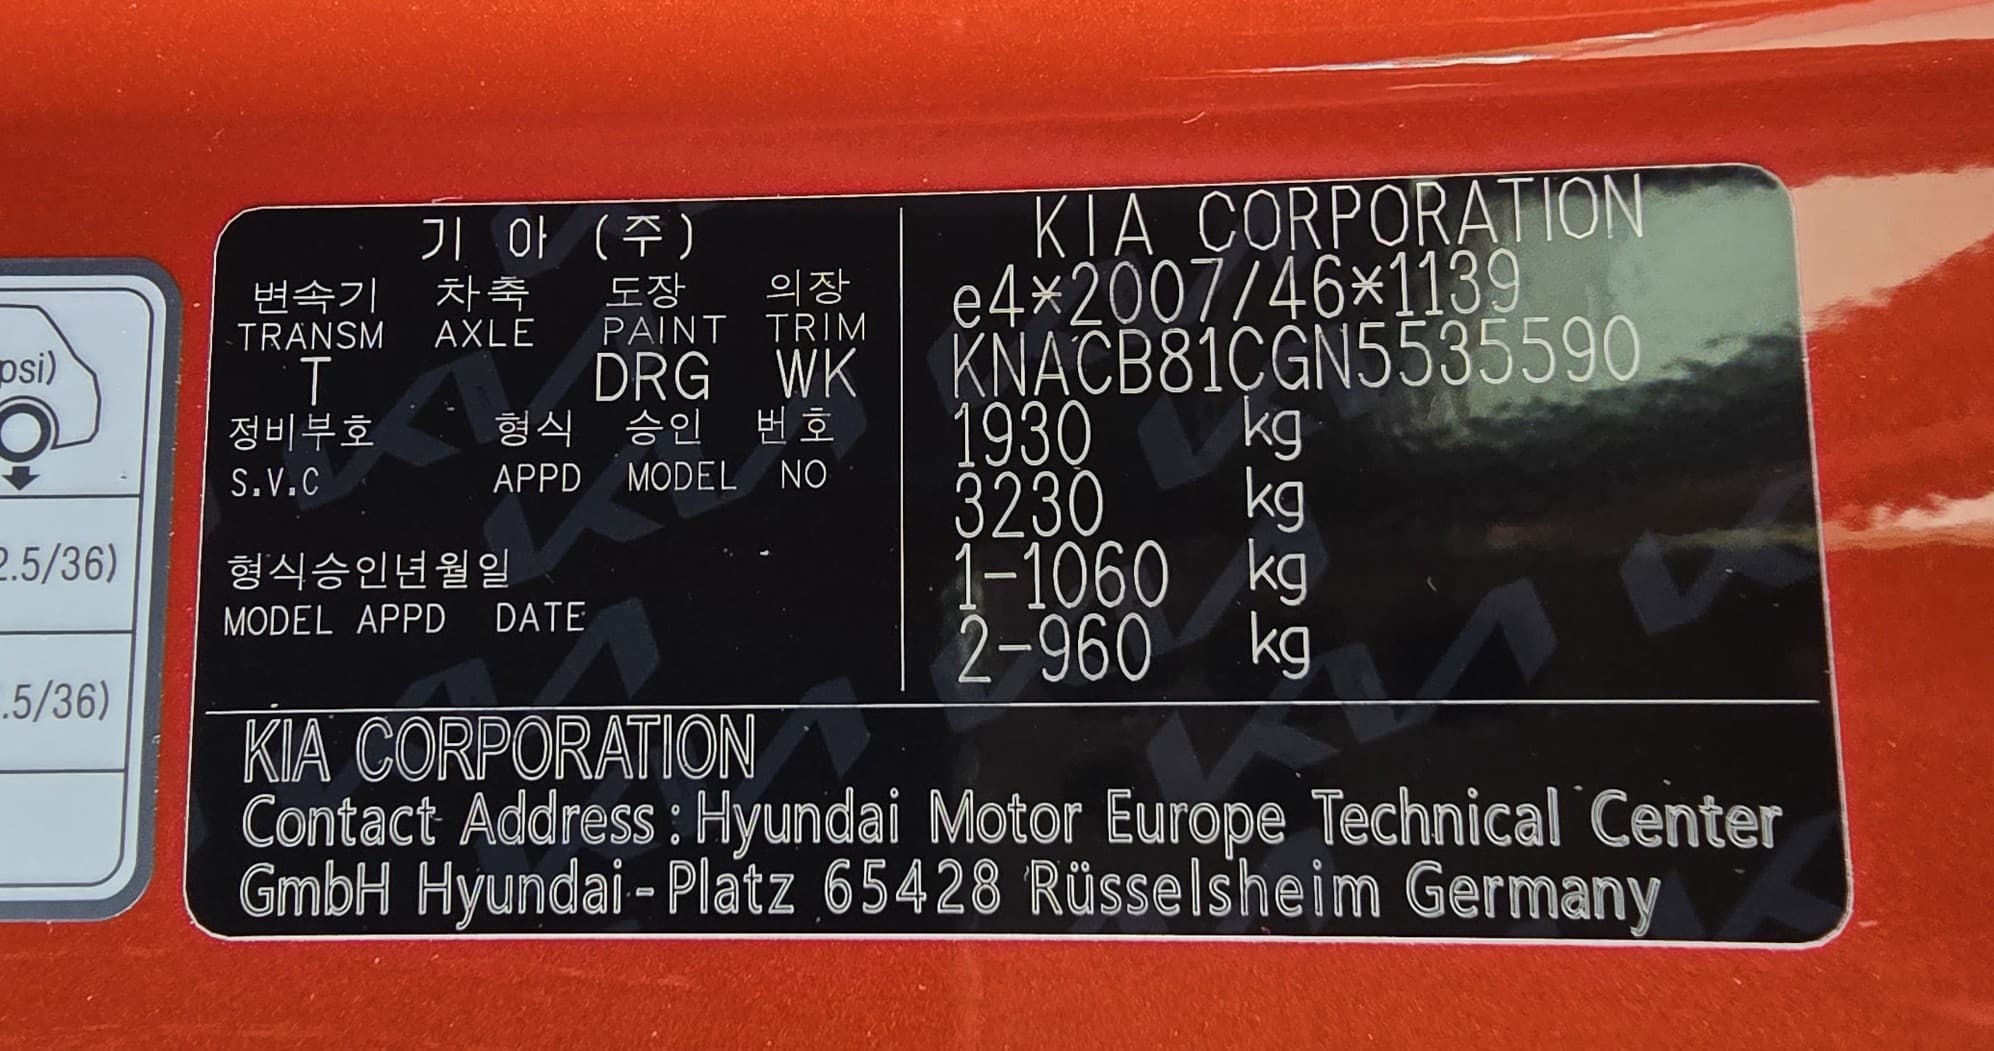 psi)
2.5/36)
.5/36)
기 아 (주)
변속기 차축 도장 의장
TRANSM AXLE PAINT TRIM
T DRG WK
정비부호 형식 승인 번호
S.V.C APPD MODEL NO
형식승인년월일
MODEL APPD DATE
KIA CORPORATION
e4*2007/46*1139
KNACB81CGN5535590
1930 kg
3230 kg
1-1060 kg
2-960 kg
KIA CORPORATION
Contact Address : Hyundai Motor Europe Technical Center
GmbH Hyundai-Platz 65428 Rüsselsheim Germany